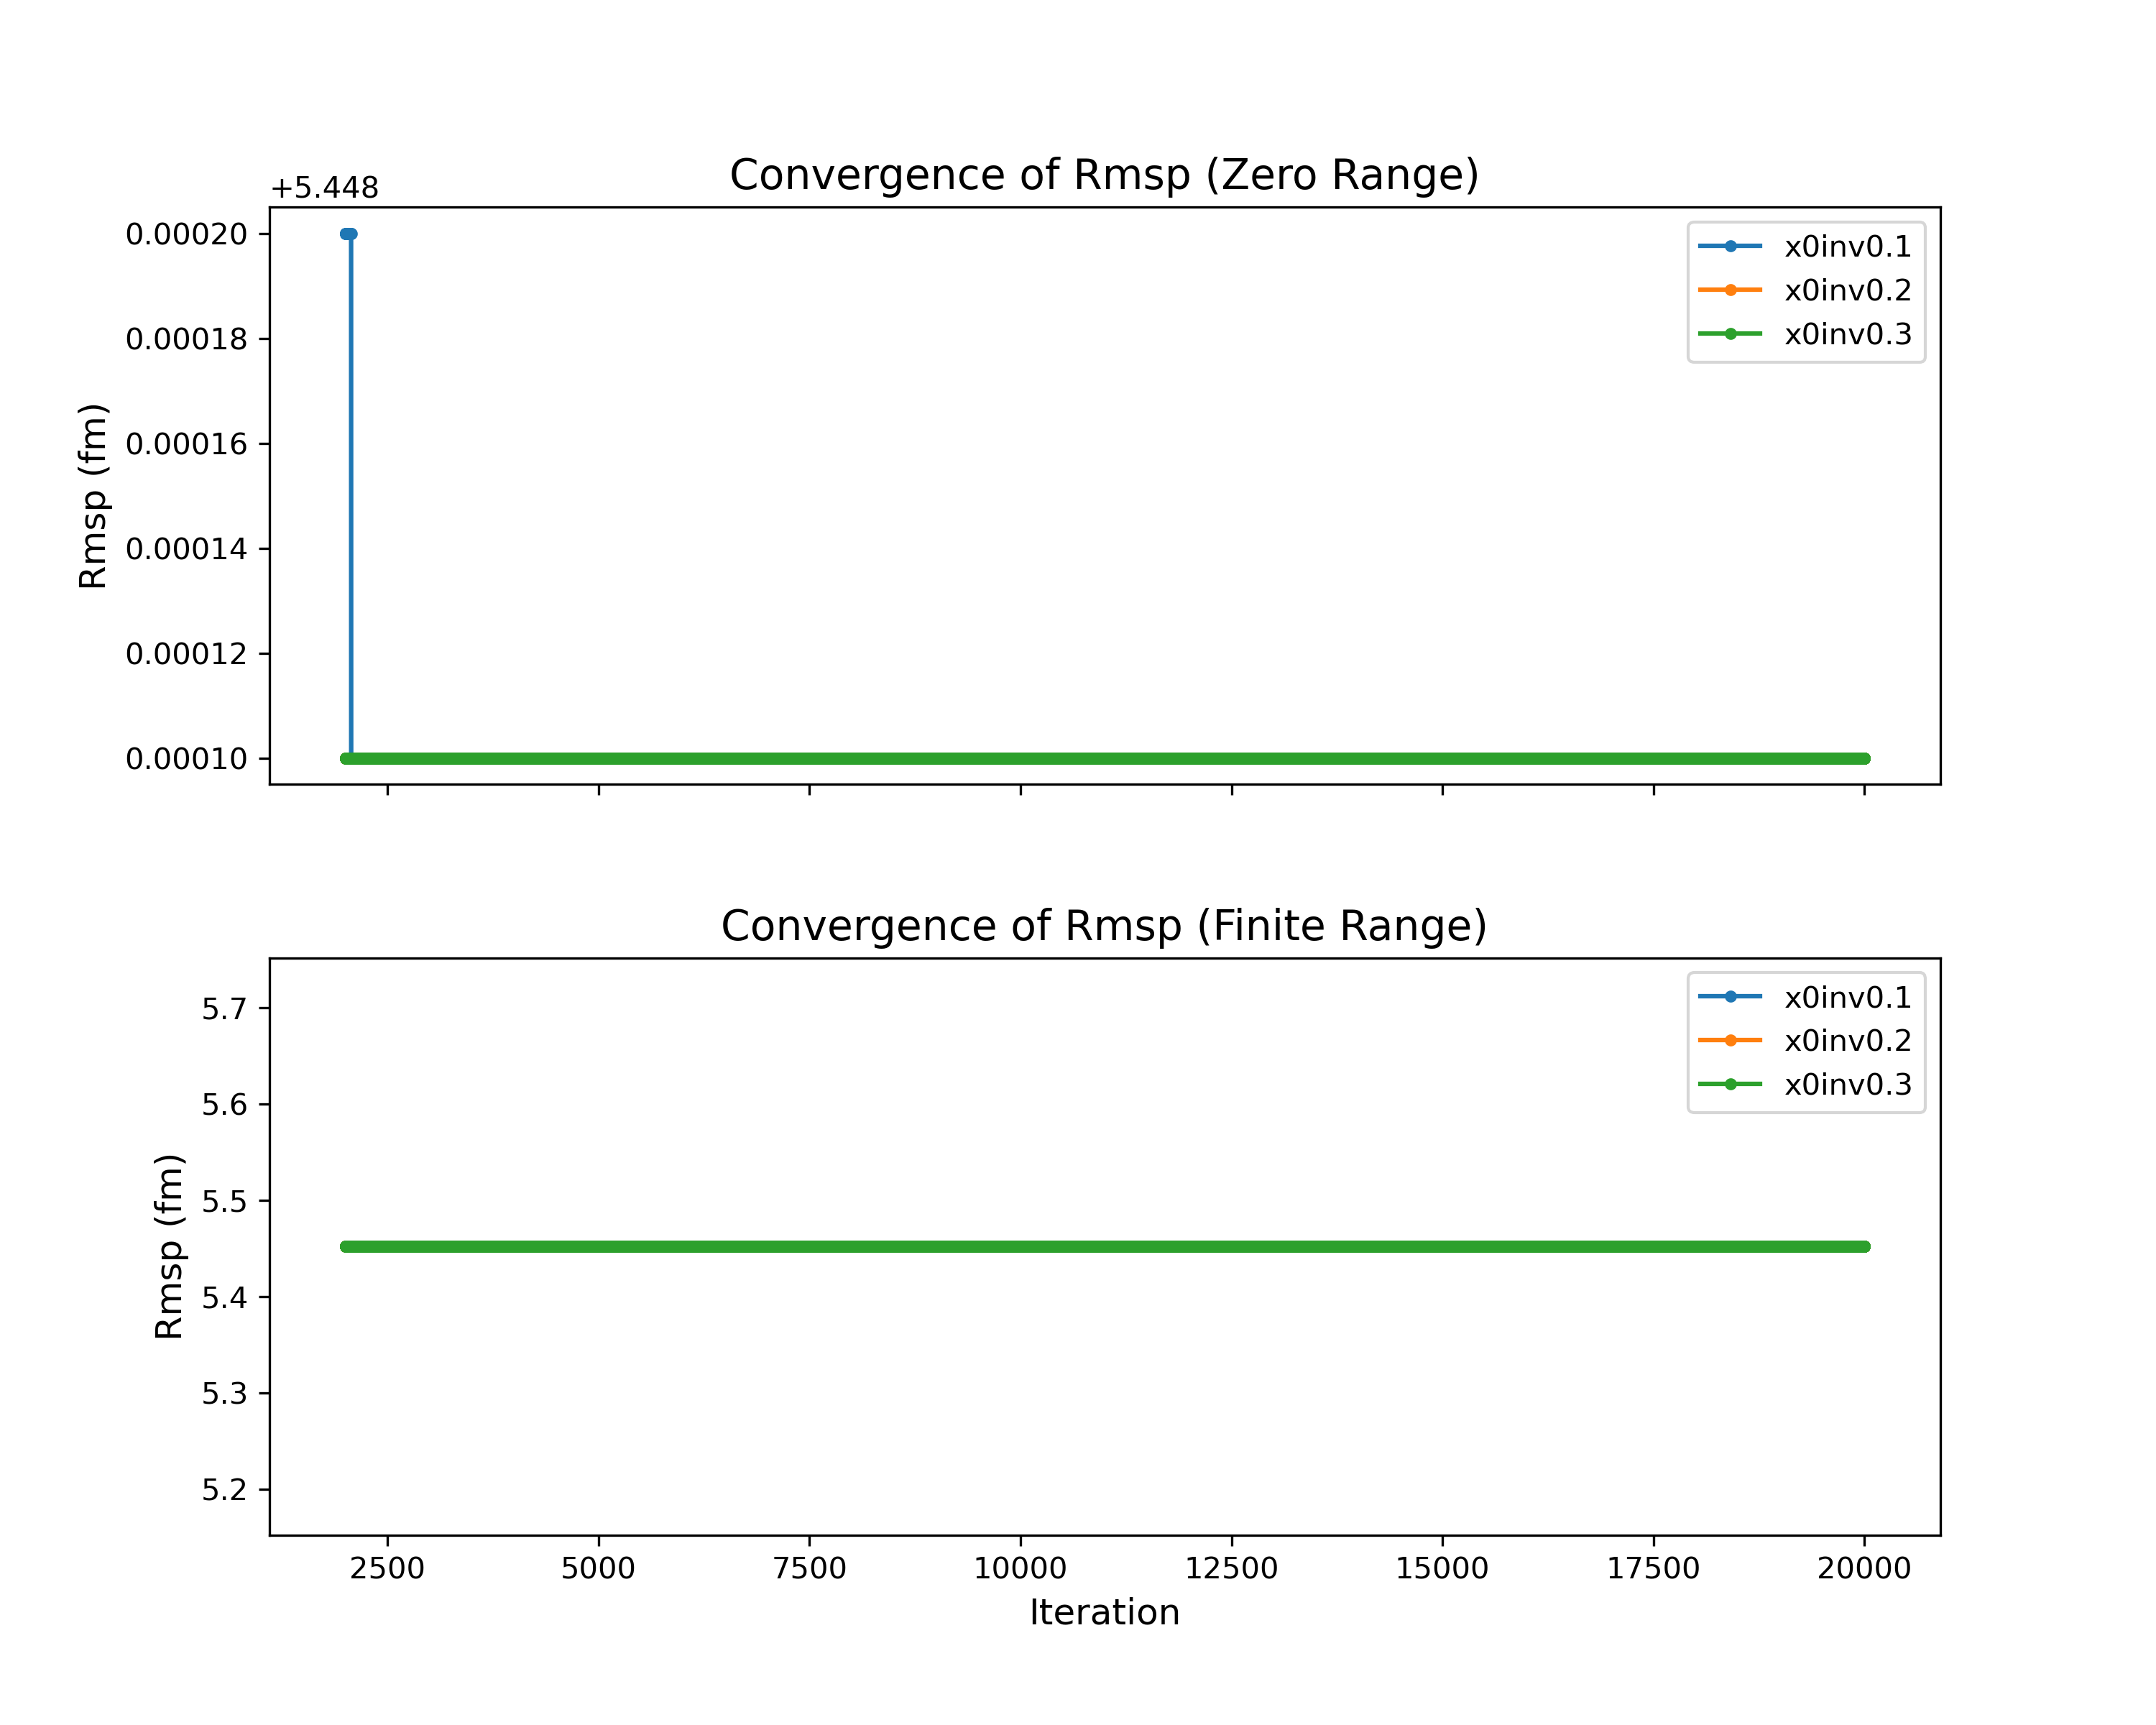 Convergence of Rmsp (Zero Range)
+5.448
0.00020
0.00018
0.00016
0.00014
0.00012
0.00010
Rmsp (fm)
x0inv0.1
x0inv0.2
x0inv0.3
Convergence of Rmsp (Finite Range)
5.7
5.6
5.5
5.4
5.3
5.2
Rmsp (fm)
x0inv0.1
x0inv0.2
x0inv0.3
2500 5000 7500 10000 12500 15000 17500 20000
Iteration